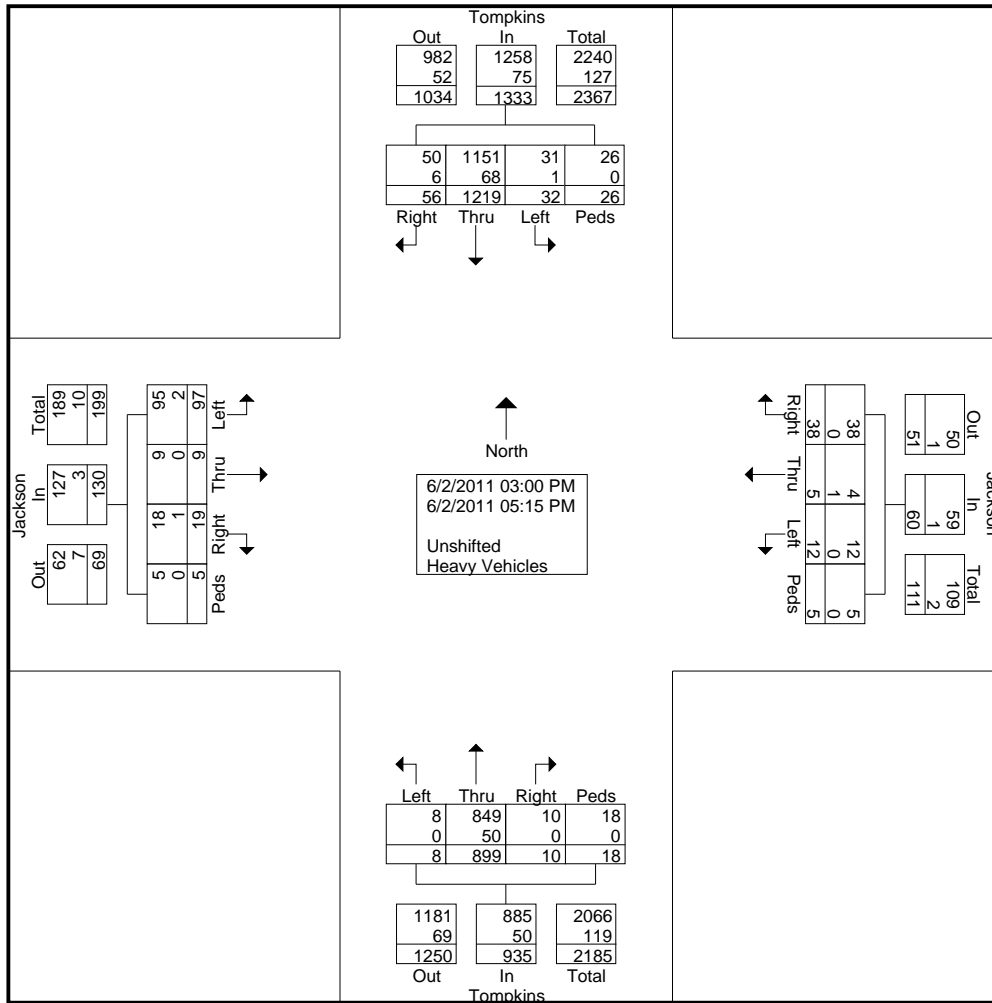 Tompkins
Out In Total
982 1258 2240
52 75 127
1034 1333 2367
50 1151 31 26
6 68 1 0
56 1219 32 26
Right Thru Left Peds
Jackson
Total In Out
189 127 62
10 3 7
199 130 69
95 9 18 5
2 0 1 0
97 9 19 5
Left Thru Right Peds
North
6/2/2011 03:00 PM
6/2/2011 05:15 PM
Unshifted
Heavy Vehicles
Right Thru Left Peds
38 5 12 5
0 1 0 0
38 4 12 5
Out In Total
50 59 109
1 1 2
51 60 111
Jackson
Left Thru Right Peds
8 849 10 18
0 50 0 0
8 899 10 18
1181 885 2066
69 50 119
1250 935 2185
Out In Total
Tompkins